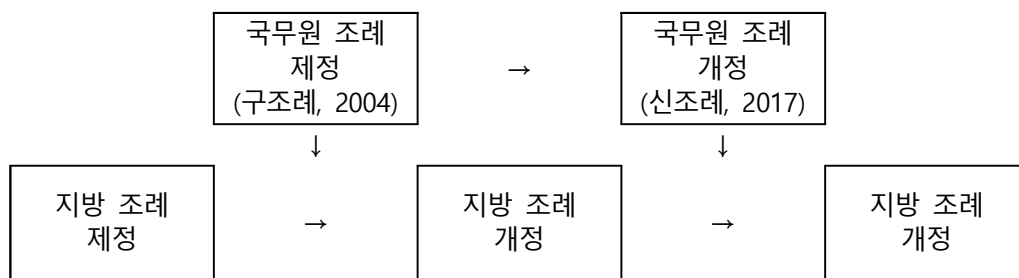 국무원 조례
제정
(구조례, 2004)
→
국무원 조례
개정
(신조례, 2017)
↓
↓
지방 조례
제정
→
지방 조례
개정
→
지방 조례
개정